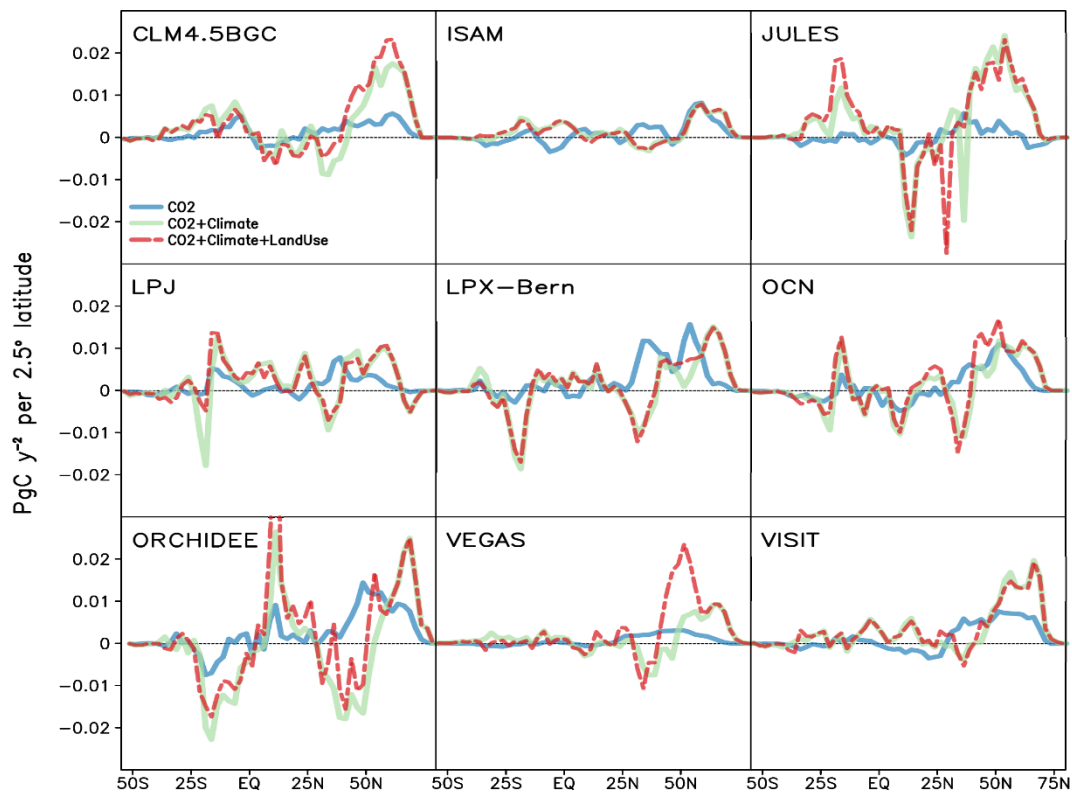 CLM4.5BGC
ISAM
JULES
0.02
0.01
0
−0.01
−0.02
CO2
CO2+Climate
CO2+Climate+LandUse
LPJ
LPX−Bern
OCN
0.02
0.01
0
−0.01
−0.02
PgC y⁻² per 2.5° latitude
ORCHIDEE
VEGAS
VISIT
0.02
0.01
0
−0.01
−0.02
50S 25S EQ 25N 50N 50S 25S EQ 25N 50N 50S 25S EQ 25N 50N 75N